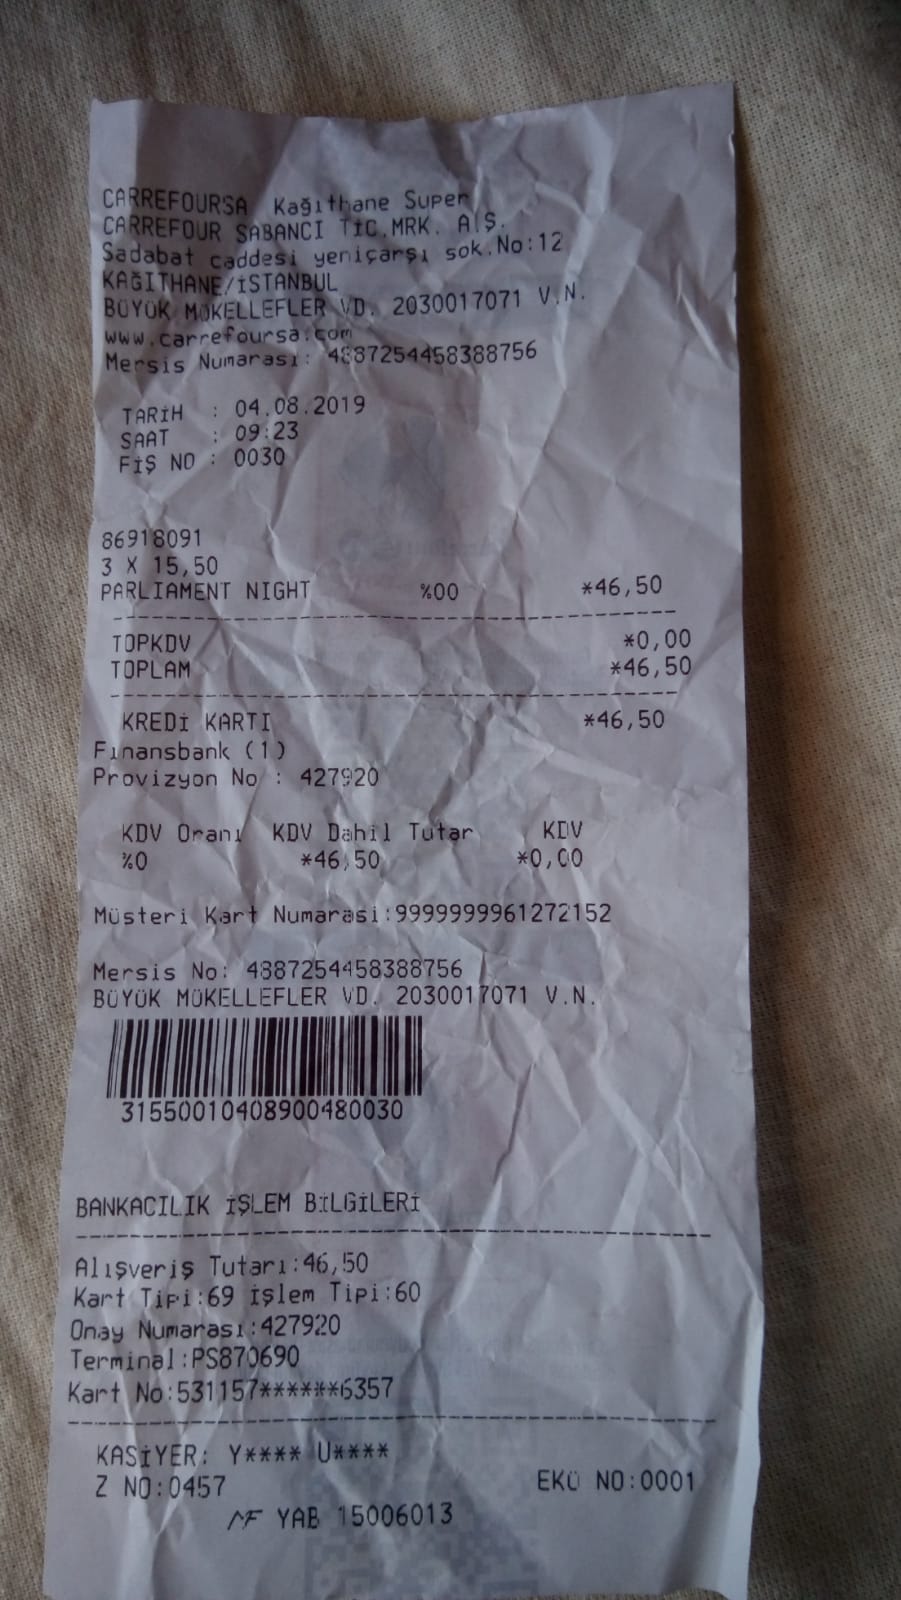 CARREFOURSA Kağıthane Super
CARREFOUR SABANCI TİC.MRK. A.Ş.
Sadabat caddesi yeniçarşı sok.No:12
KAĞITHANE/İSTANBUL
BÜYÜK MÜKELLEFLER VD. 2030017071 V.N.
www.carrefoursa.com
Mersis Numarası: 4887254458388756
TARİH : 04.08.2019
SAAT : 09:23
FİŞ NO : 0030
86918091
3 X 15,50
PARLIAMENT NIGHT %00 *46,50
TOPKDV *0,00
TOPLAM *46,50
KREDİ KARTI *46,50
Finansbank (1)
Provizyon No : 427920
KDV Oranı KDV Dahil Tutar KDV
%0 *46,50 *0,00
Müsteri Kart Numarasi:9999999961272152
Mersis No: 4887254458388756
BÜYÜK MÜKELLEFLER VD. 2030017071 V.N.
31550010408900480030
BANKACILIK İŞLEM BİLGİLERİ
Alışveriş Tutarı:46,50
Kart Tipi:69 İşlem Tipi:60
Onay Numarası:427920
Terminal:PS870690
Kart No:531157******6357
KASİYER: Y**** U****
Z NO:0457 EKÜ NO:0001
MF YAB 15006013